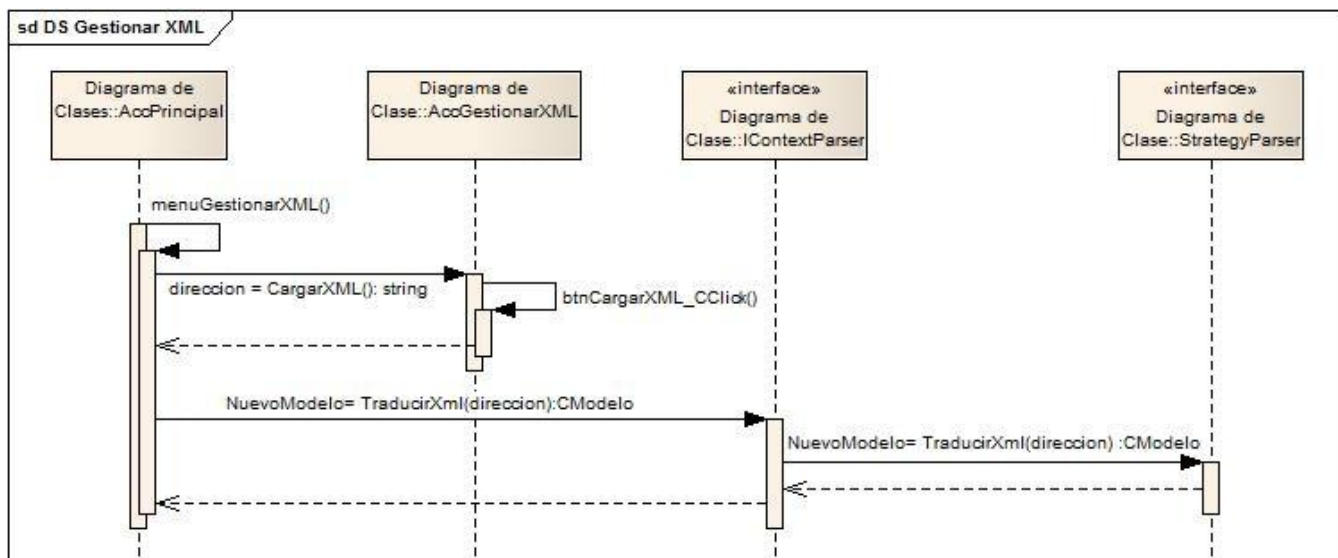 sd DS Gestionar XML
Diagrama de
Clases::AccPrincipal
Diagrama de
Clase::AccGestionarXML
«interface»
Diagrama de
Clase::IContextParser
«interface»
Diagrama de
Clase::StrategyParser
menuGestionarXML()
direccion = CargarXML(): string
btnCargarXML_CClick()
NuevoModelo= TraducirXml(direccion):CModelo
NuevoModelo= TraducirXml(direccion) :CModelo